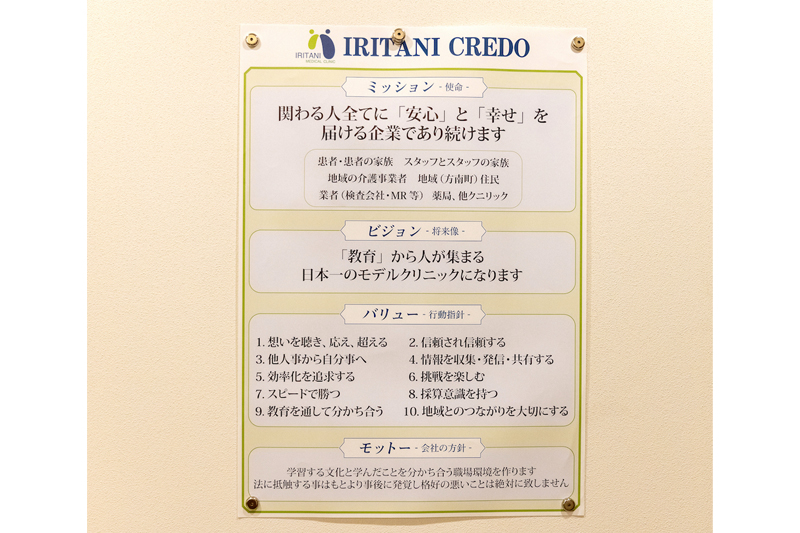 IRITANI
MEDICAL CLINIC
IRITANI CREDO
ミッション - 使命 -
関わる人全てに「安心」と「幸せ」を
届ける企業であり続けます
患者・患者の家族　スタッフとスタッフの家族
地域の介護事業者　地域（方南町）住民
業者（検査会社・MR 等）　薬局、他クリニック
ビジョン - 将来像 -
「教育」から人が集まる
日本一のモデルクリニックになります
バリュー - 行動指針 -
1. 想いを聴き、応え、超える　2. 信頼され信頼する
3. 他人事から自分事へ　4. 情報を収集・発信・共有する
5. 効率化を追求する　6. 挑戦を楽しむ
7. スピードで勝つ　8. 採算意識を持つ
9. 教育を通して分かち合う　10. 地域とのつながりを大切にする
モットー - 会社の方針 -
学習する文化と学んだことを分かち合う職場環境を作ります
法に抵触する事はもとより事後に発覚し格好の悪いことは絶対に致しません